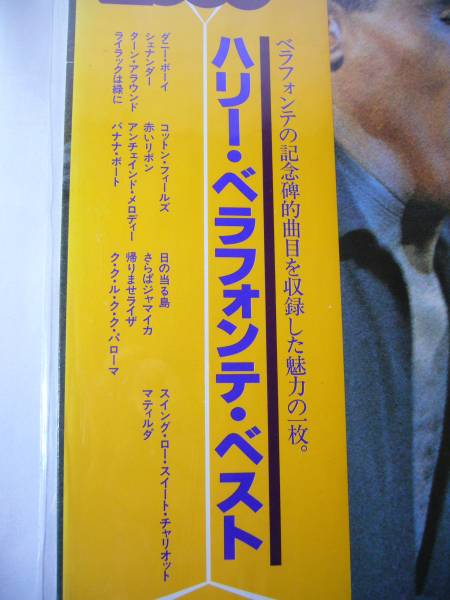 ベラフォンテの記念碑的曲目を収録した魅力の一枚。
ハリー・ベラフォンテ・ベスト
ダニー・ボーイ
シェナンダー
ターン・アラウンド
ライラックは緑に
コットン・フィールズ
赤いリボン
アンチェインド・メロディー
バナナ・ボート
日の当る島
さらばジャマイカ
帰りませライザ
ク・ク・ル・ク・ク・パローマ
スイング・ロー・スイート・チャリオット
マティルダ